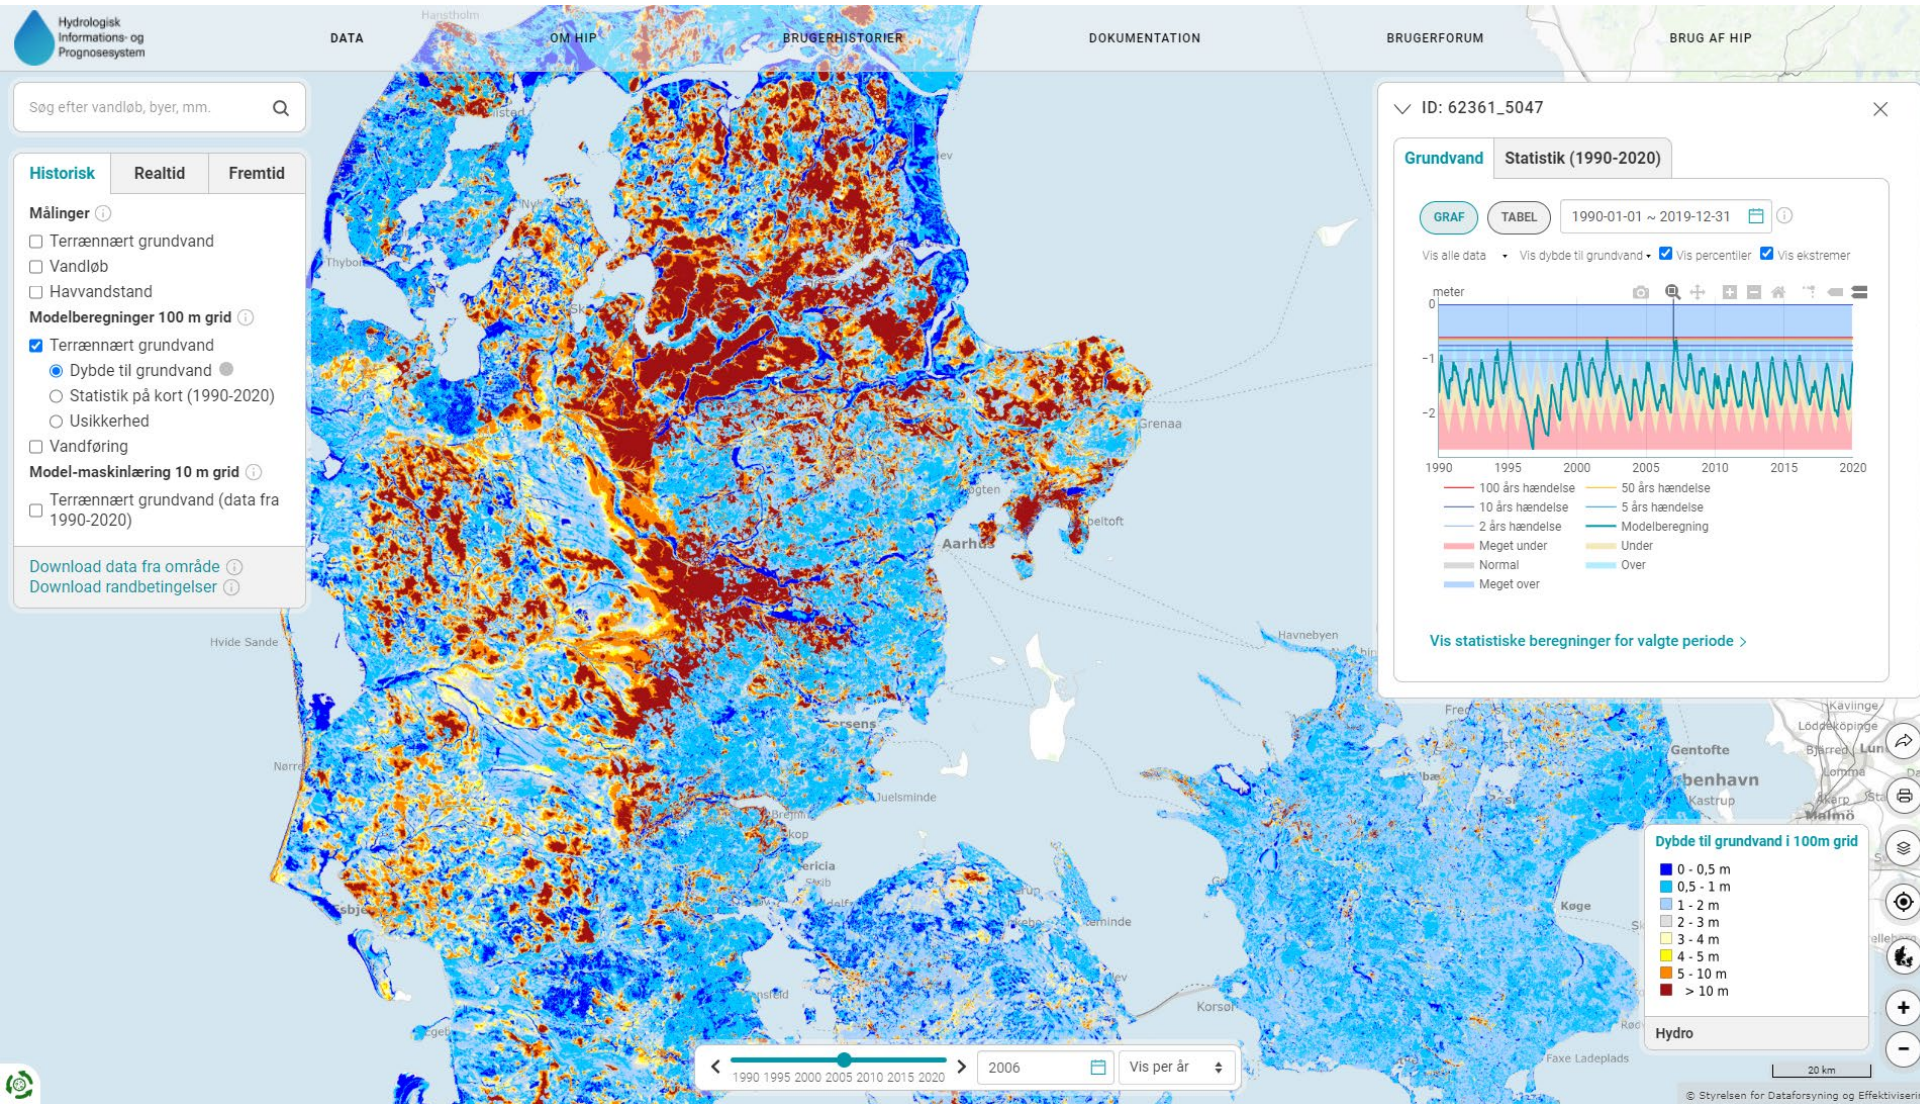 Hydrologisk
Informations- og
Prognosesystem
DATA
OM HIP
BRUGERHISTORIER
DOKUMENTATION
BRUGERFORUM
BRUG AF HIP
Hanstholm
Søg efter vandløb, byer, mm.
Historisk Realtid Fremtid
Målinger
Terrænnært grundvand
Vandløb
Havvandstand
Modelberegninger 100 m grid
Terrænnært grundvand
Dybde til grundvand
Statistik på kort (1990-2020)
Usikkerhed
Vandføring
Model-maskinlæring 10 m grid
Terrænnært grundvand (data fra
1990-2020)
Download data fra område
Download randbetingelser
Hvide Sande
Grenaa
Aarhus
Havnebyen
Juelsminde
Køge
Faxe Ladeplads
Gentofte
Kastrup
Malmö
Kävlinge
Löddeköpinge
Bjärred
Lomma
ID: 62361_5047
Grundvand Statistik (1990-2020)
GRAF TABEL 1990-01-01 ~ 2019-12-31
Vis alle data Vis dybde til grundvand Vis percentiler Vis ekstremer
meter
0
−1
−2
1990 1995 2000 2005 2010 2015 2020
100 års hændelse 50 års hændelse
10 års hændelse 5 års hændelse
2 års hændelse Modelberegning
Meget under Under
Normal Over
Meget over
Vis statistiske beregninger for valgte periode >
Dybde til grundvand i 100m grid
0 - 0,5 m
0,5 - 1 m
1 - 2 m
2 - 3 m
3 - 4 m
4 - 5 m
5 - 10 m
> 10 m
Hydro
1990 1995 2000 2005 2010 2015 2020
2006
Vis per år
20 km
© Styrelsen for Dataforsyning og